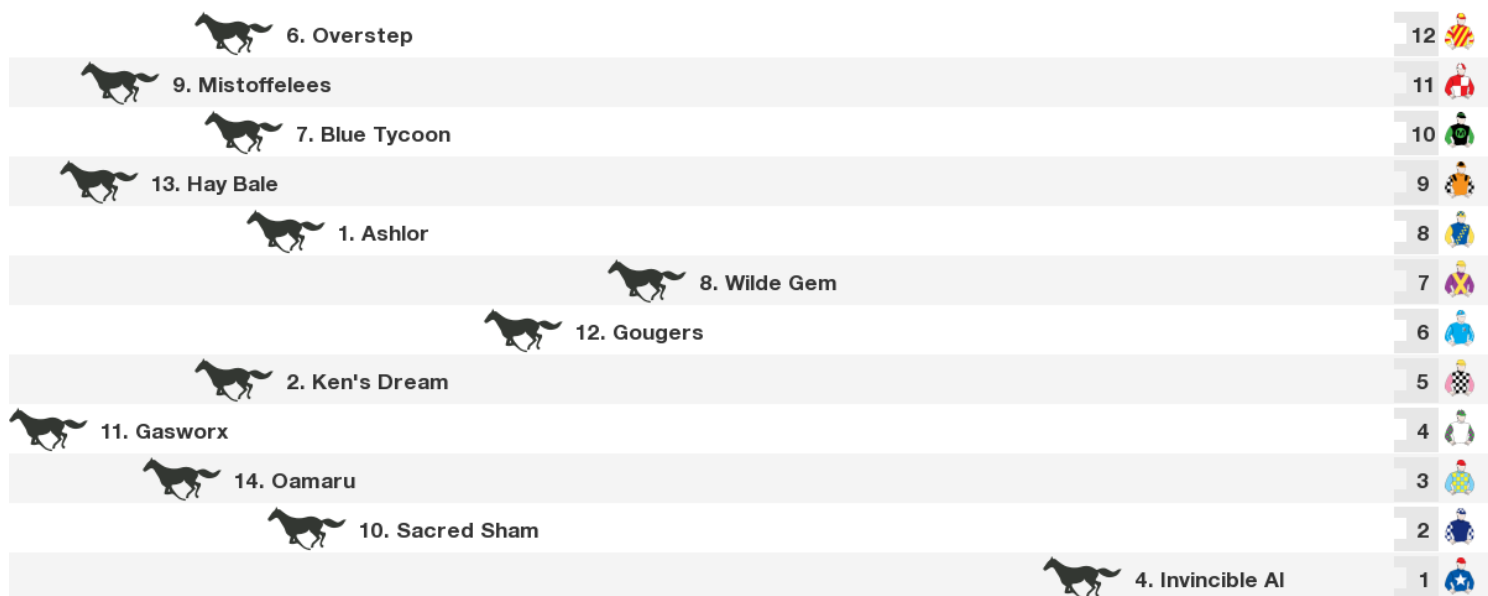 6. Overstep 12
9. Mistoffelees 11
7. Blue Tycoon 10
13. Hay Bale 9
1. Ashlor 8
8. Wilde Gem 7
12. Gougers 6
2. Ken's Dream 5
11. Gasworx 4
14. Oamaru 3
10. Sacred Sham 2
4. Invincible Al 1